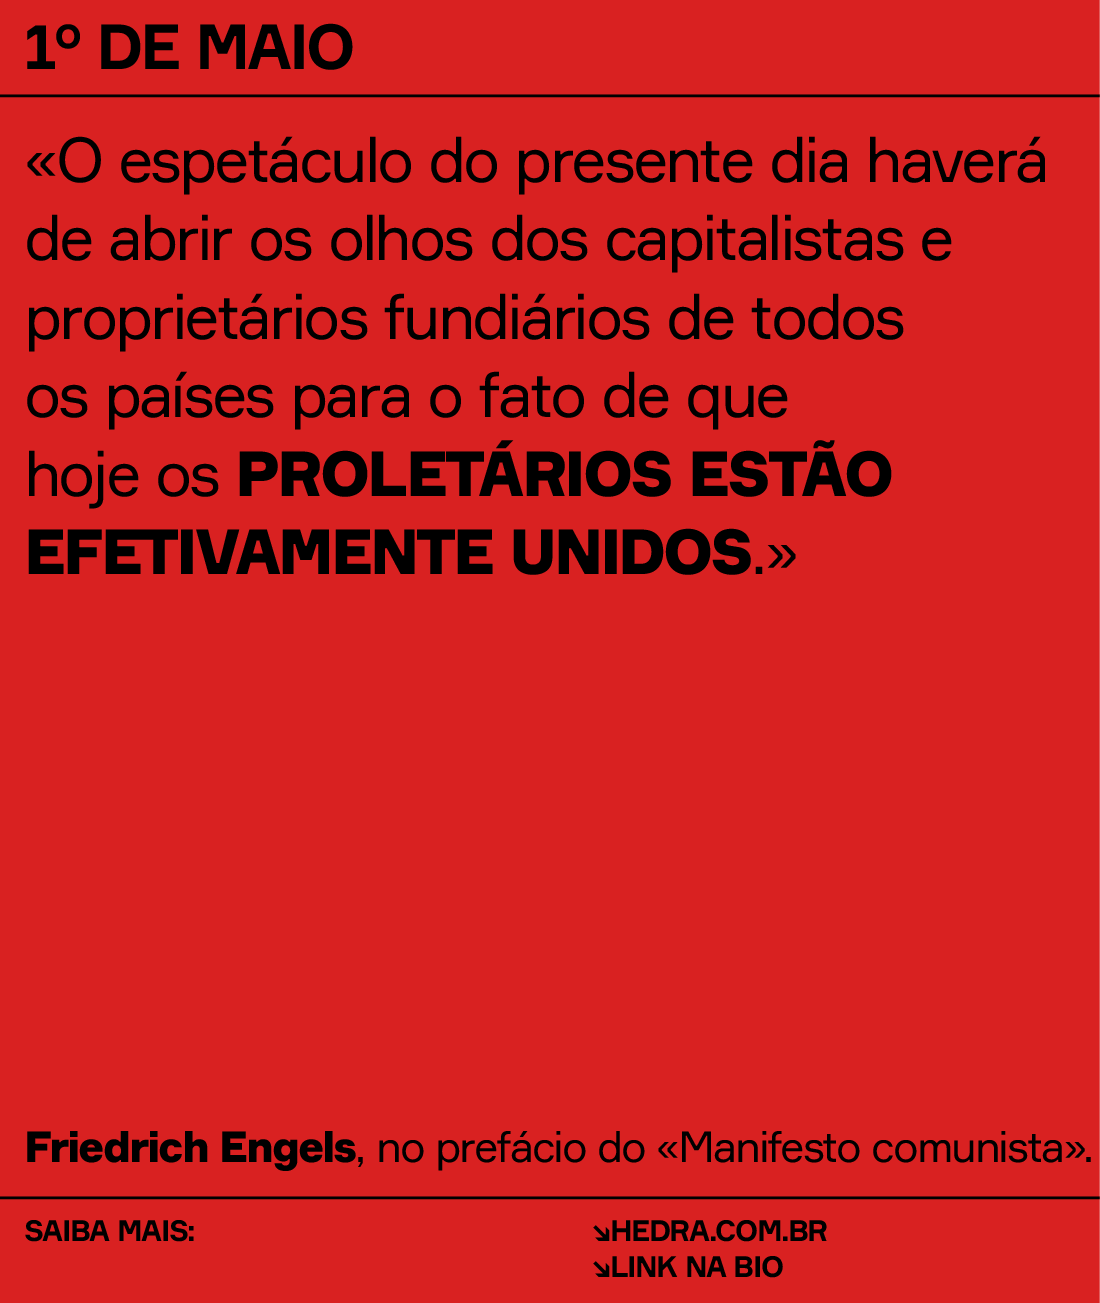 1º DE MAIO
«O espetáculo do presente dia haverá
de abrir os olhos dos capitalistas e
proprietários fundiários de todos
os países para o fato de que
hoje os PROLETÁRIOS ESTÃO
EFETIVAMENTE UNIDOS.»
Friedrich Engels, no prefácio do «Manifesto comunista».
SAIBA MAIS:
↘HEDRA.COM.BR
↘LINK NA BIO